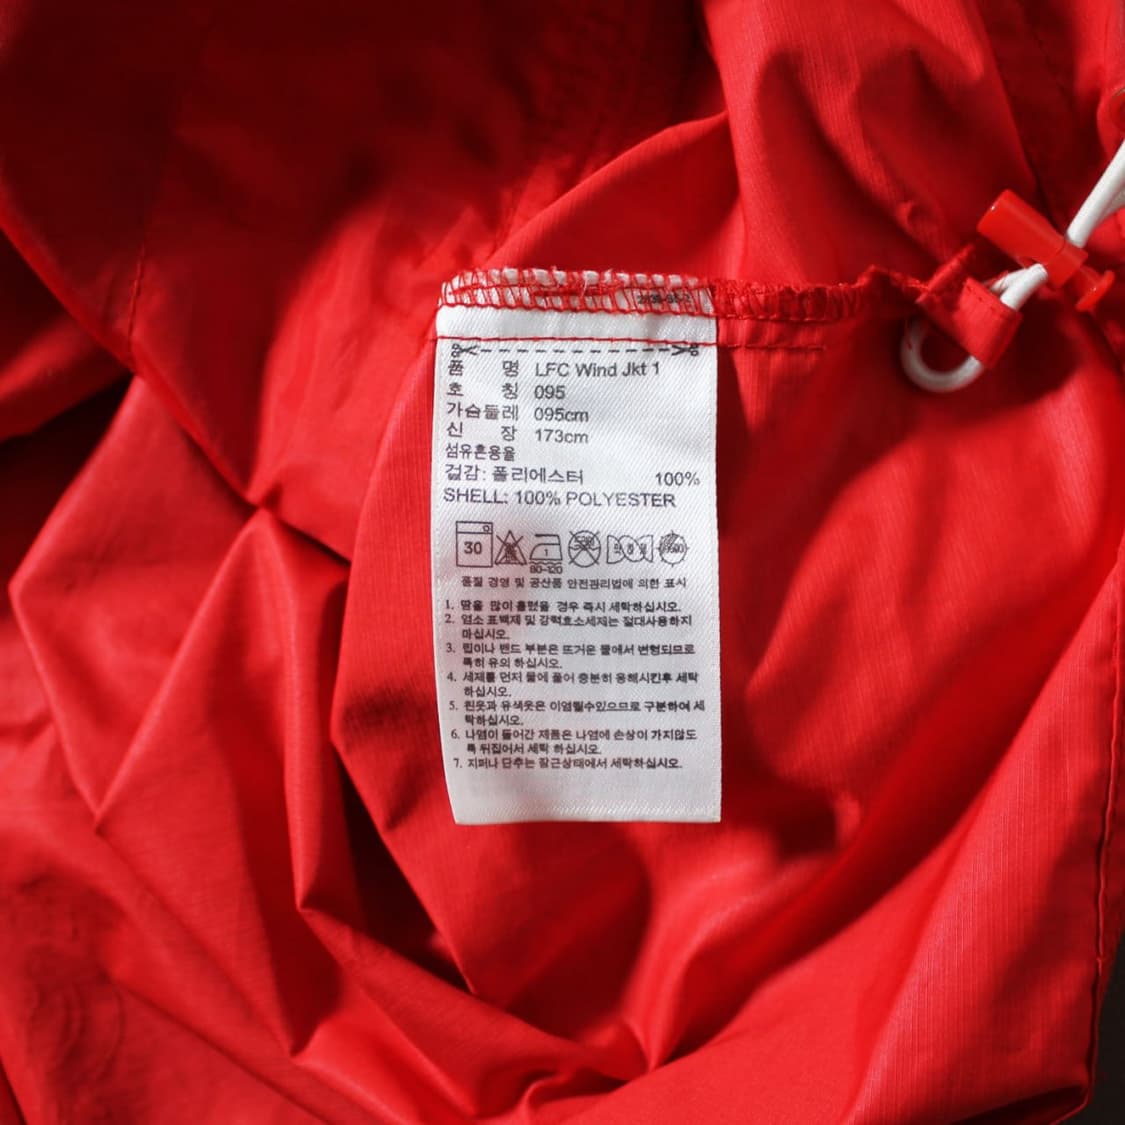 품 명 LFC Wind Jkt 1
호 칭 095
가슴둘레 095cm
신 장 173cm
섬유혼용율
겉감: 폴리에스터 100%
SHELL: 100% POLYESTER
30
80-120
품질 경영 및 공산품 안전관리법에 의한 표시
1. 땀을 많이 흘렸을 경우 즉시 세탁하십시오.
2. 염소 표백제 및 강력효소세제는 절대사용하지
마십시오.
3. 립이나 밴드 부분은 뜨거운 물에서 변형되므로
특히 유의 하십시오.
4. 세제를 먼저 물에 풀어 충분히 용해시킨후 세탁
하십시오.
5. 흰옷과 유색옷은 이염될수있으므로 구분하여 세
탁하십시오.
6. 나염이 들어간 제품은 나염에 손상이 가지않도
록 뒤집어서 세탁 하십시오.
7. 지퍼나 단추는 잠근상태에서 세탁하십시오.